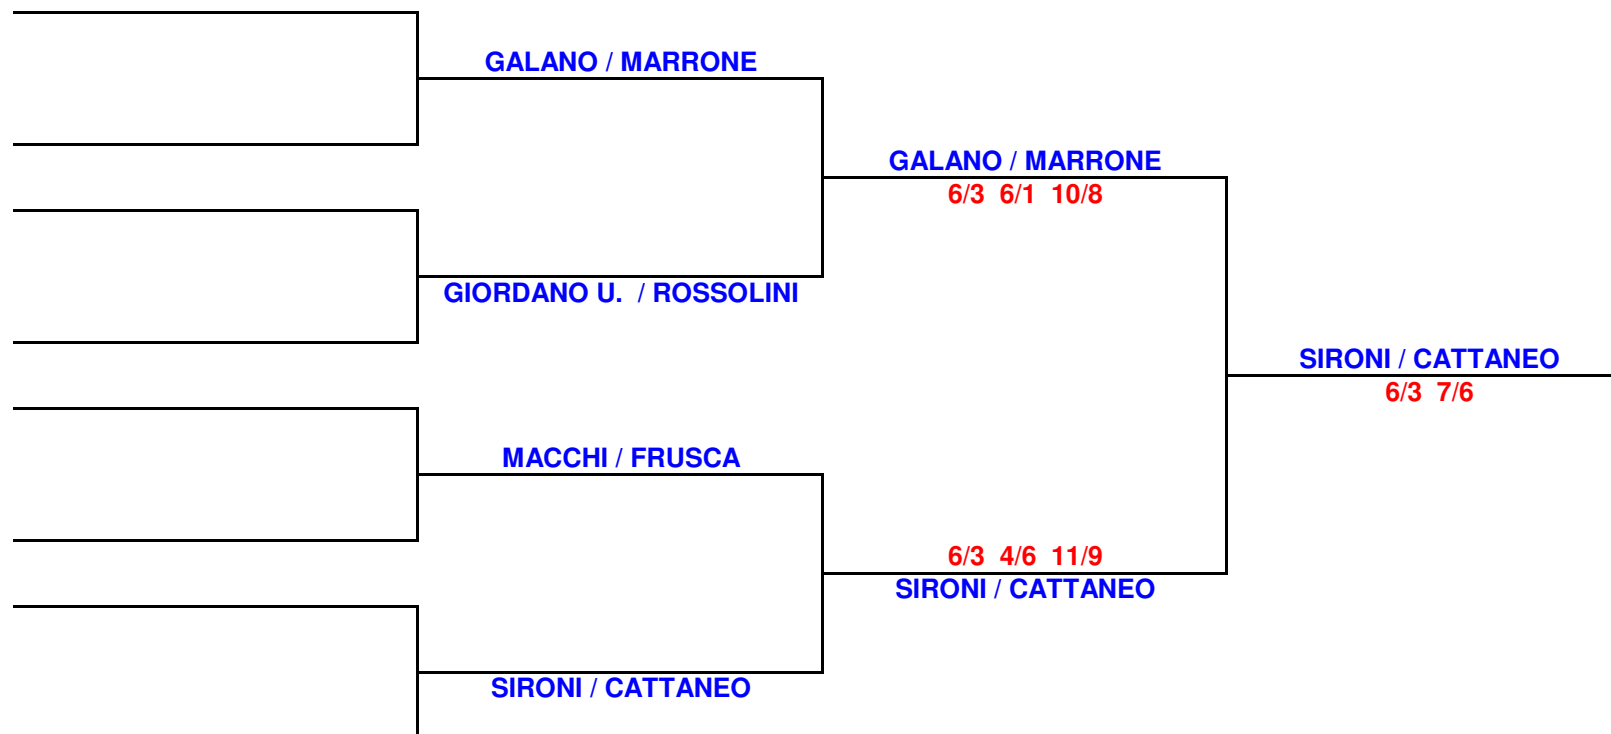 GALANO / MARRONE
GALANO / MARRONE
6/3 6/1 10/8
GIORDANO U. / ROSSOLINI
SIRONI / CATTANEO
6/3 7/6
MACCHI / FRUSCA
6/3 4/6 11/9
SIRONI / CATTANEO
SIRONI / CATTANEO